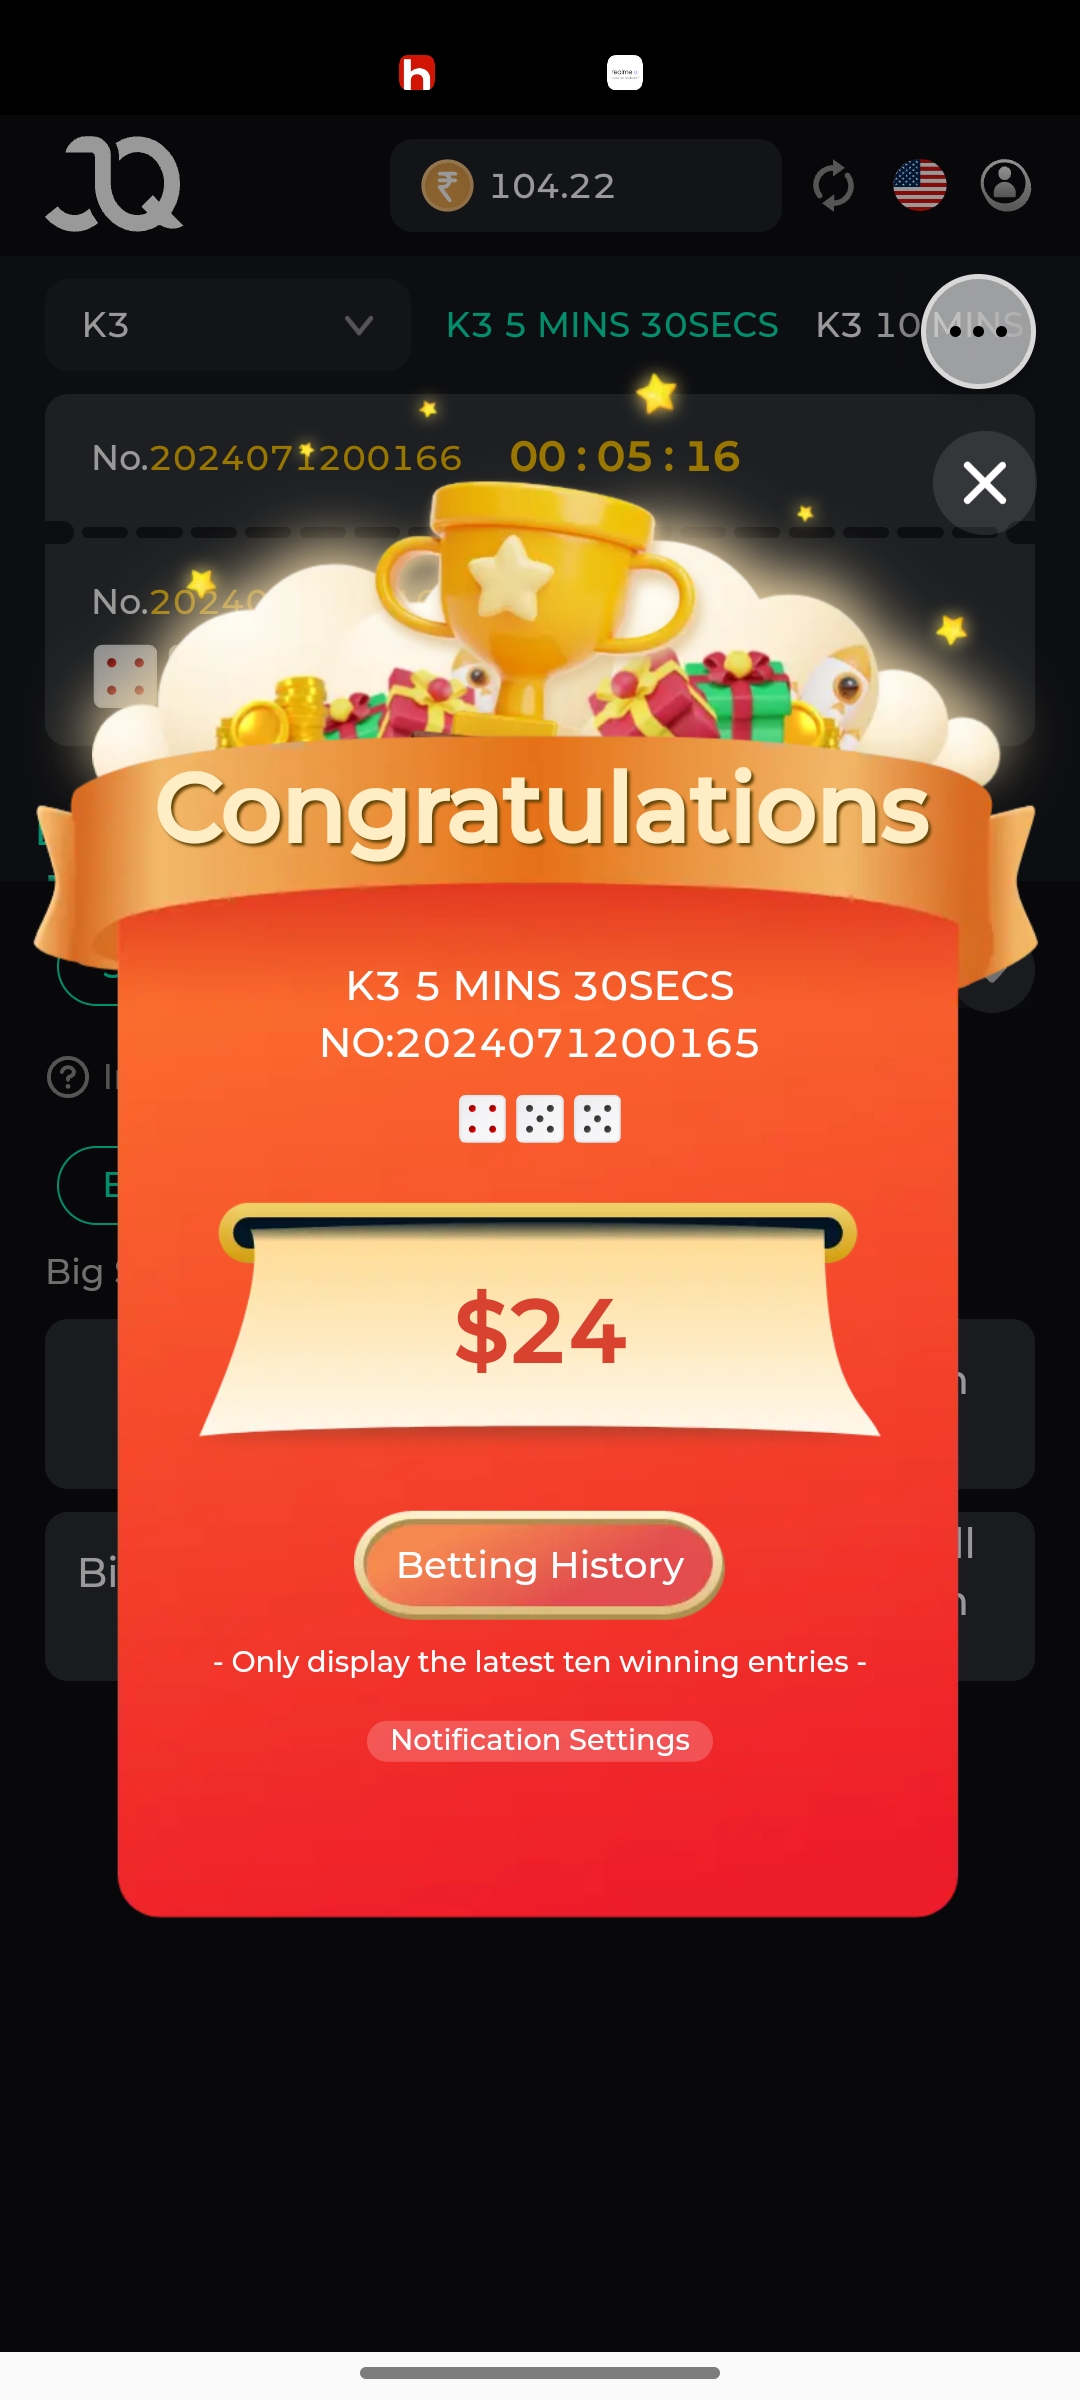 JQ
₹ 104.22
K3
K3 5 MINS 30SECS
K3 10 MINS
No.2024071200166
00:05:16
No.20240
Congratulations
K3 5 MINS 30SECS
NO:2024071200165
Big
$24
Bi
Betting History
- Only display the latest ten winning entries -
Notification Settings